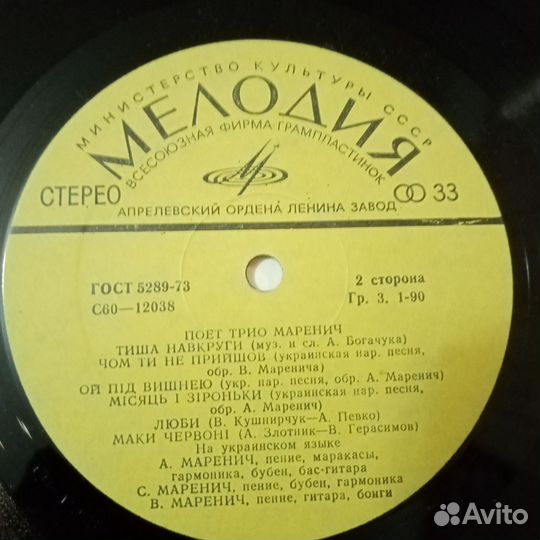 МИНИСТЕРСТВО КУЛЬТУРЫ СССР
МЕЛОДИЯ
ВСЕСОЮЗНАЯ ФИРМА ГРАМПЛАСТИНОК
СТЕРЕО 33
АПРЕЛЕВСКИЙ ОРДЕНА ЛЕНИНА ЗАВОД
ГОСТ 5289-73 2 сторона
С60—12038 Гр. 3. 1-90
ПОЕТ ТРИО МАРЕНИЧ
ТИША НАВКРУГИ (муз. и сл. А. Богачука)
ЧОМ ТИ НЕ ПРИЙШОВ (украинская нар. песня,
обр. В. Маренича)
ОЙ ПІД ВИШНЕЮ (укр. нар. песня, обр. А. Маренич)
МІСЯЦЬ І ЗІРОНЬКИ (украинская нар. песня,
обр. А. Маренич)
ЛЮБИ (В. Кушнирчук—А. Певко)
МАКИ ЧЕРВОНІ (А. Злотник—В. Герасимов)
На украинском языке
А. МАРЕНИЧ, пение, маракасы,
гармоника, бубен, бас-гитара
С. МАРЕНИЧ, пение, бубен, гармоника
В. МАРЕНИЧ, пение, гитара, бонги
Avito